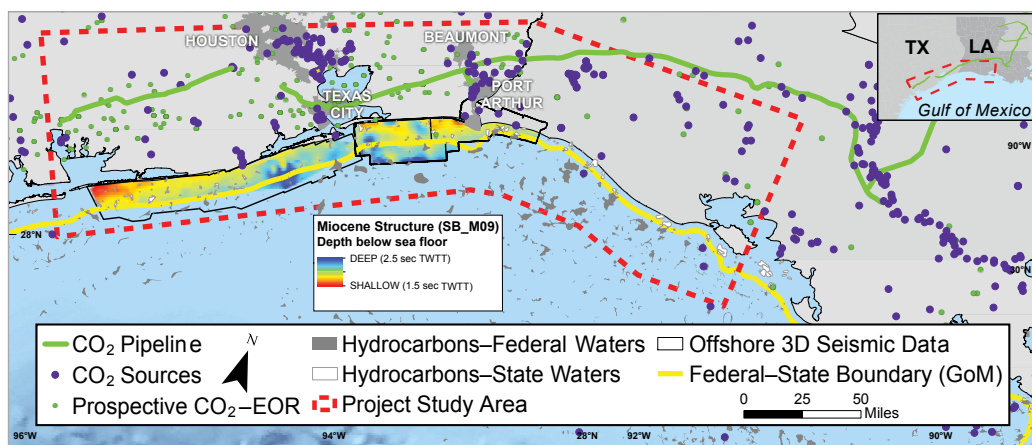 HOUSTON
BEAUMONT
TX
LA
Gulf of Mexico
TEXAS
CITY
PORT
ARTHUR
90°W
28°N
30°N
Miocene Structure (SB_M09)
Depth below sea floor
DEEP (2.5 sec TWTT)
SHALLOW (1.5 sec TWTT)
CO₂ Pipeline
N
Hydrocarbons–Federal Waters
Offshore 3D Seismic Data
CO₂ Sources
Hydrocarbons–State Waters
Federal–State Boundary (GoM)
Prospective CO₂–EOR
Project Study Area
0 25 50
Miles
96°W
94°W
28°N
92°W
90°W